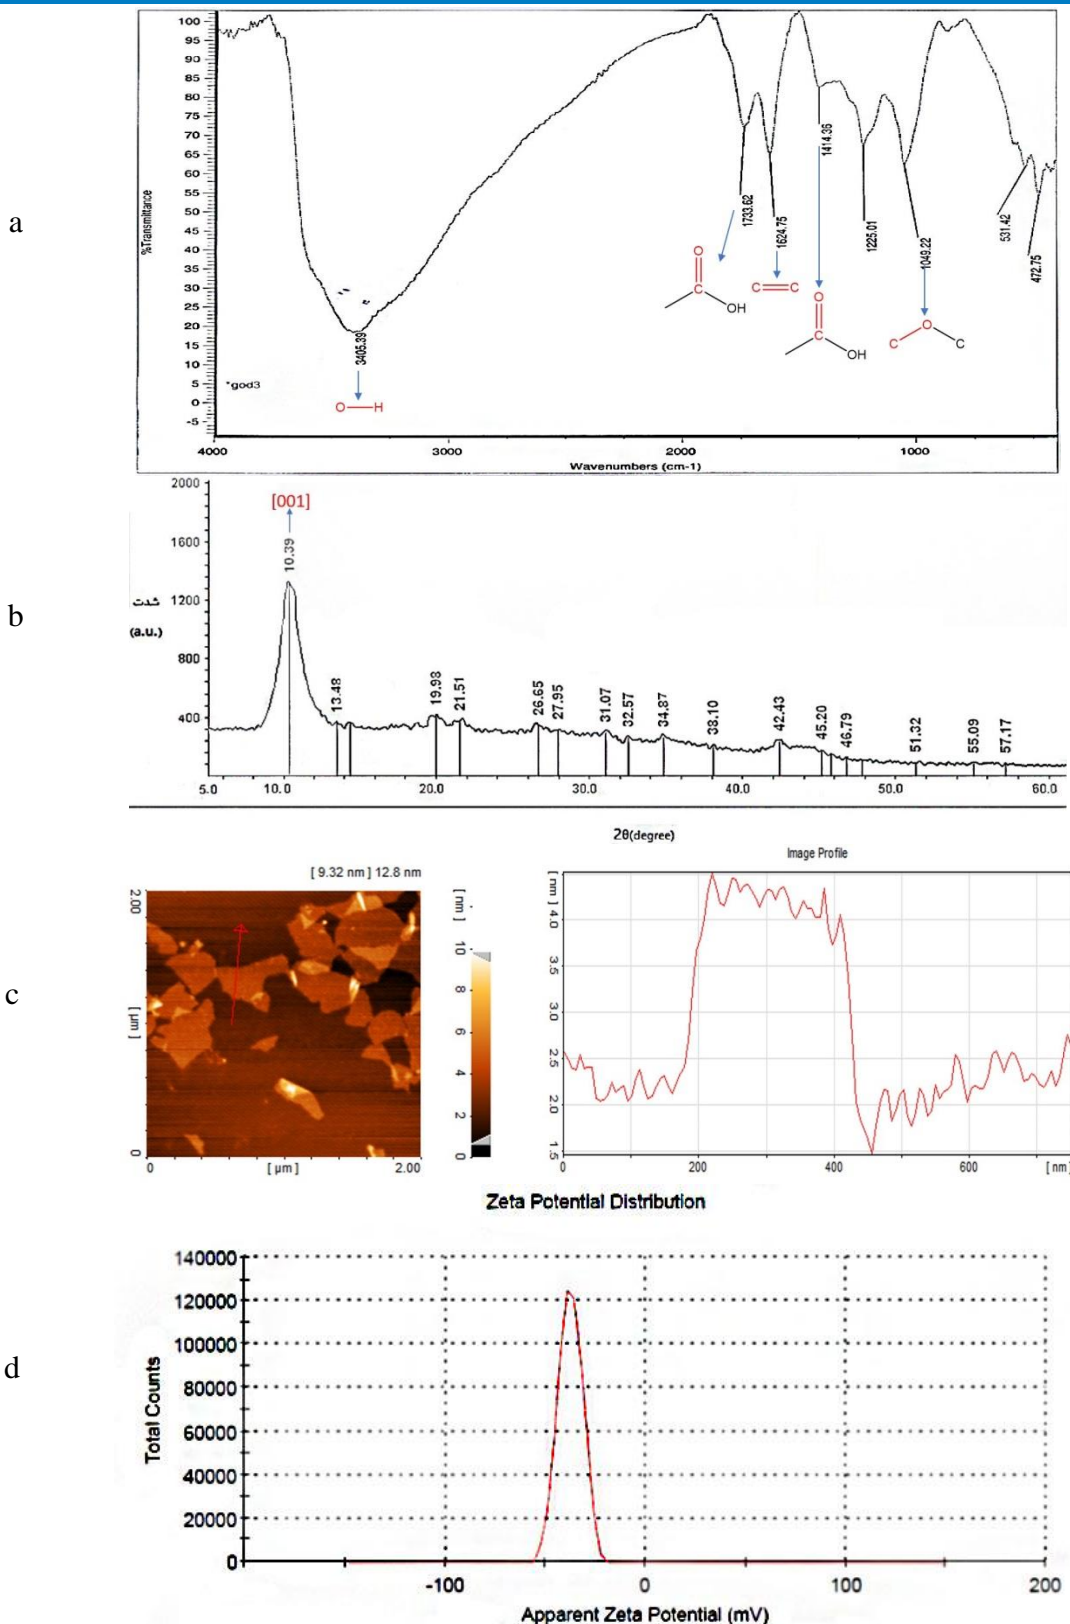 a
%Transmittance
100
95
90
85
80
75
70
65
60
55
50
45
40
35
30
25
20
15
10
5
0
-5
*god3
3405.39
1733.62
1624.75
1414.36
1225.01
1049.22
531.42
472.75
O H
O
C
OH
C C
O
C
OH
C O C
4000 3000 2000 1000
Wavenumbers (cm-1)
b
[001]
2000
1600
1200
800
400
شدت
(a.u.)
10.39
13.48
19.98
21.51
26.65
27.95
31.07
32.57
34.87
38.10
42.43
45.20
46.79
51.32
55.09
57.17
5.0 10.0 20.0 30.0 40.0 50.0 60.0
2θ(degree)
c
[ 9.32 nm ] 12.8 nm
2.00
[ µm ]
0
0 [ µm ] 2.00
[ nm ]
10
8
6
4
2
0
Image Profile
[ nm ]
4.0
3.5
3.0
2.5
2.0
1.5
0 200 400 600 [ nm ]
d
Zeta Potential Distribution
Total Counts
140000
120000
100000
80000
60000
40000
20000
0
-100 0 100 200
Apparent Zeta Potential (mV)